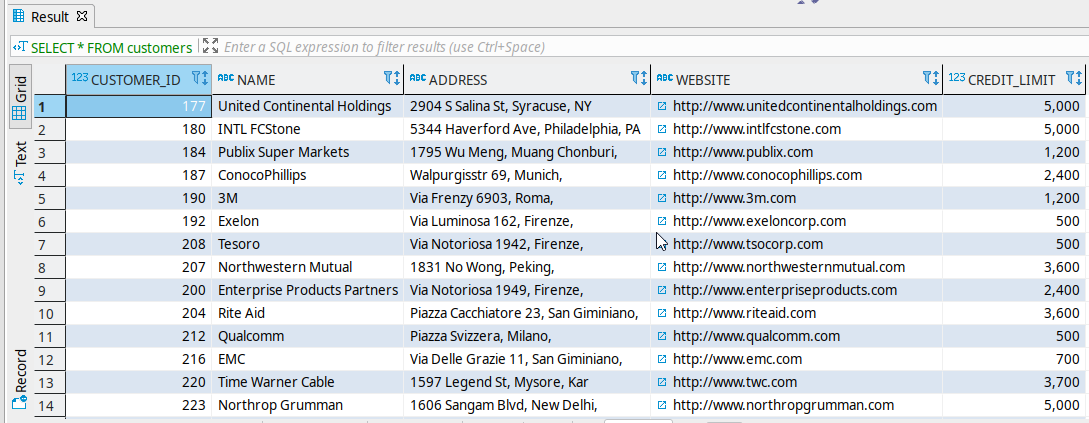 Result
SELECT * FROM customers Enter a SQL expression to filter results (use Ctrl+Space)
Grid
Text
Record
123 CUSTOMER_ID ABC NAME ABC ADDRESS ABC WEBSITE 123 CREDIT_LIMIT
1 177 United Continental Holdings 2904 S Salina St, Syracuse, NY http://www.unitedcontinentalholdings.com 5,000
2 180 INTL FCStone 5344 Haverford Ave, Philadelphia, PA http://www.intlfcstone.com 5,000
3 184 Publix Super Markets 1795 Wu Meng, Muang Chonburi, http://www.publix.com 1,200
4 187 ConocoPhillips Walpurgisstr 69, Munich, http://www.conocophillips.com 2,400
5 190 3M Via Frenzy 6903, Roma, http://www.3m.com 1,200
6 192 Exelon Via Luminosa 162, Firenze, http://www.exeloncorp.com 500
7 208 Tesoro Via Notoriosa 1942, Firenze, http://www.tsocorp.com 500
8 207 Northwestern Mutual 1831 No Wong, Peking, http://www.northwesternmutual.com 3,600
9 200 Enterprise Products Partners Via Notoriosa 1949, Firenze, http://www.enterpriseproducts.com 2,400
10 204 Rite Aid Piazza Cacchiatore 23, San Giminiano, http://www.riteaid.com 3,600
11 212 Qualcomm Piazza Svizzera, Milano, http://www.qualcomm.com 500
12 216 EMC Via Delle Grazie 11, San Giminiano, http://www.emc.com 700
13 220 Time Warner Cable 1597 Legend St, Mysore, Kar http://www.twc.com 3,700
14 223 Northrop Grumman 1606 Sangam Blvd, New Delhi, http://www.northropgrumman.com 5,000